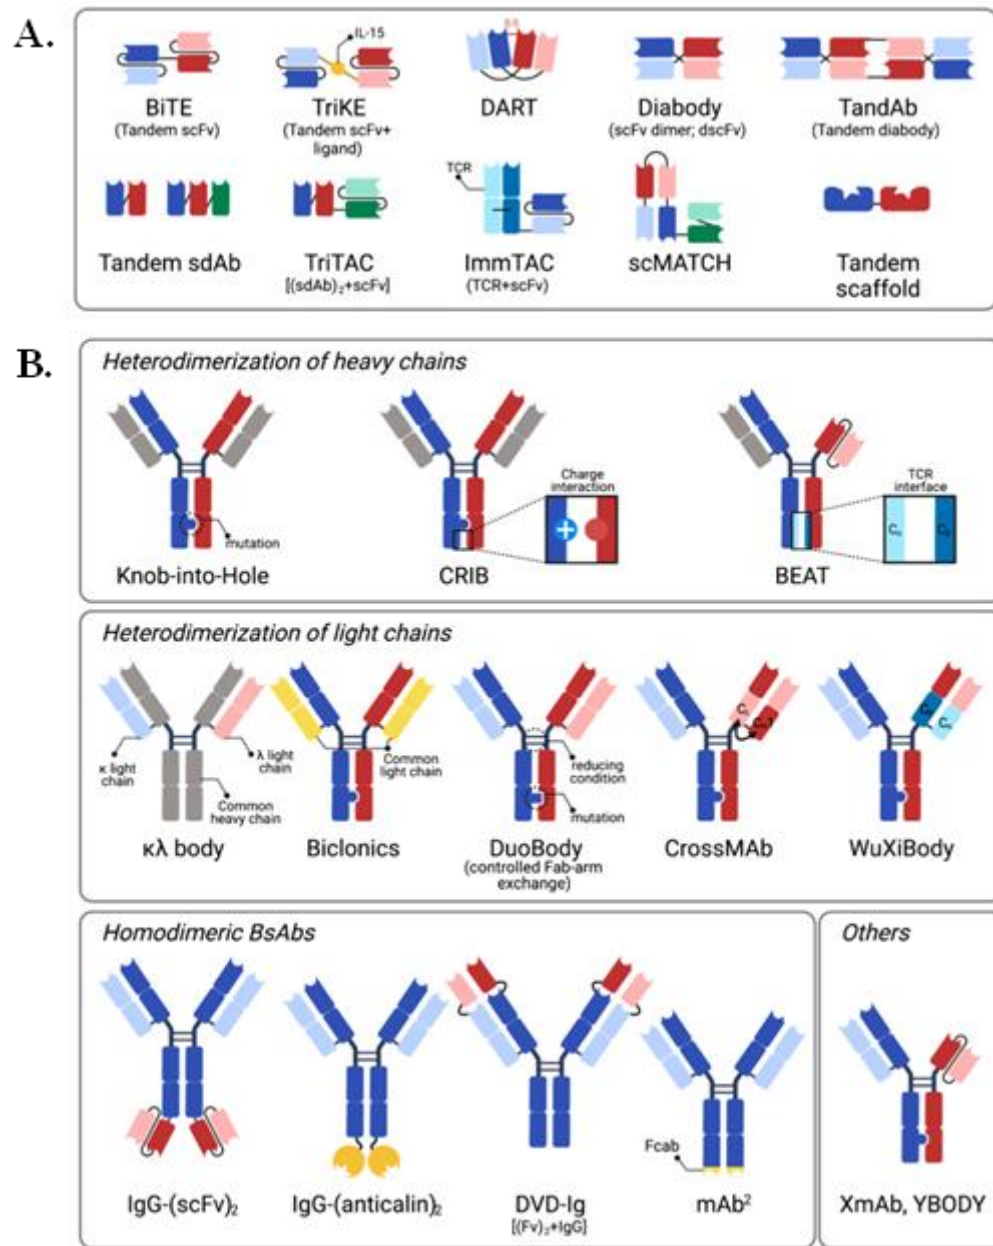 A.
IL-15
BiTE
(Tandem scFv)
TriKE
(Tandem scFv+
ligand)
DART
Diabody
(scFv dimer; dscFv)
TandAb
(Tandem diabody)
TCR
Tandem sdAb
TriTAC
[(sdAb)₂+scFv]
ImmTAC
(TCR+scFv)
scMATCH
Tandem
scaffold
B.
Heterodimerization of heavy chains
mutation
Knob-into-Hole
Charge
interaction
+
CRIB
TCR
interface
BEAT
Heterodimerization of light chains
κ light
chain
λ light
chain
Common
heavy chain
κλ body
Common
light chain
Biclonics
reducing
condition
mutation
DuoBody
(controlled Fab-arm
exchange)
CrossMAb
WuXiBody
Homodimeric BsAbs
IgG-(scFv)₂
IgG-(anticalin)₂
DVD-Ig
[(Fv)₂+IgG]
Fcab
mAb²
Others
XmAb, YBODY